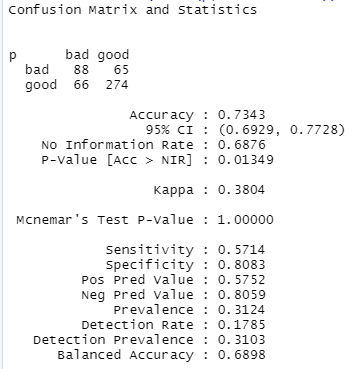 Confusion Matrix and Statistics
p bad good
bad 88 65
good 66 274
Accuracy : 0.7343
95% CI : (0.6929, 0.7728)
No Information Rate : 0.6876
P-Value [Acc > NIR] : 0.01349
Kappa : 0.3804
Mcnemar's Test P-Value : 1.00000
Sensitivity : 0.5714
Specificity : 0.8083
Pos Pred Value : 0.5752
Neg Pred Value : 0.8059
Prevalence : 0.3124
Detection Rate : 0.1785
Detection Prevalence : 0.3103
Balanced Accuracy : 0.6898